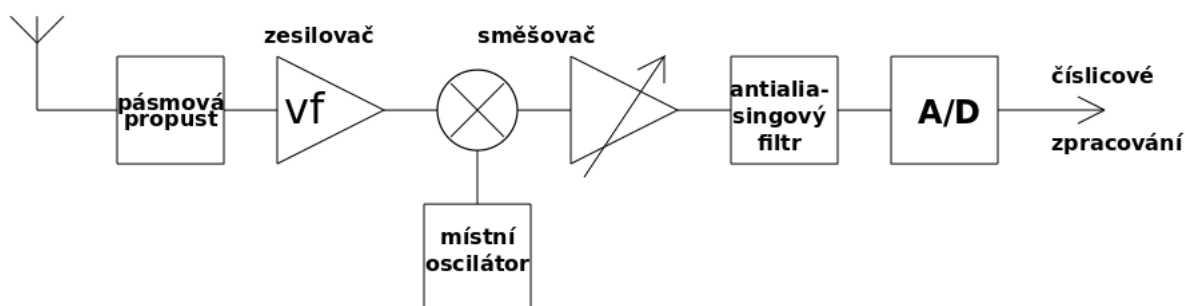 zesilovač
směšovač
pásmová
propust
vf
antialia-
singový
filtr
A/D
číslicové
zpracování
místní
oscilátor